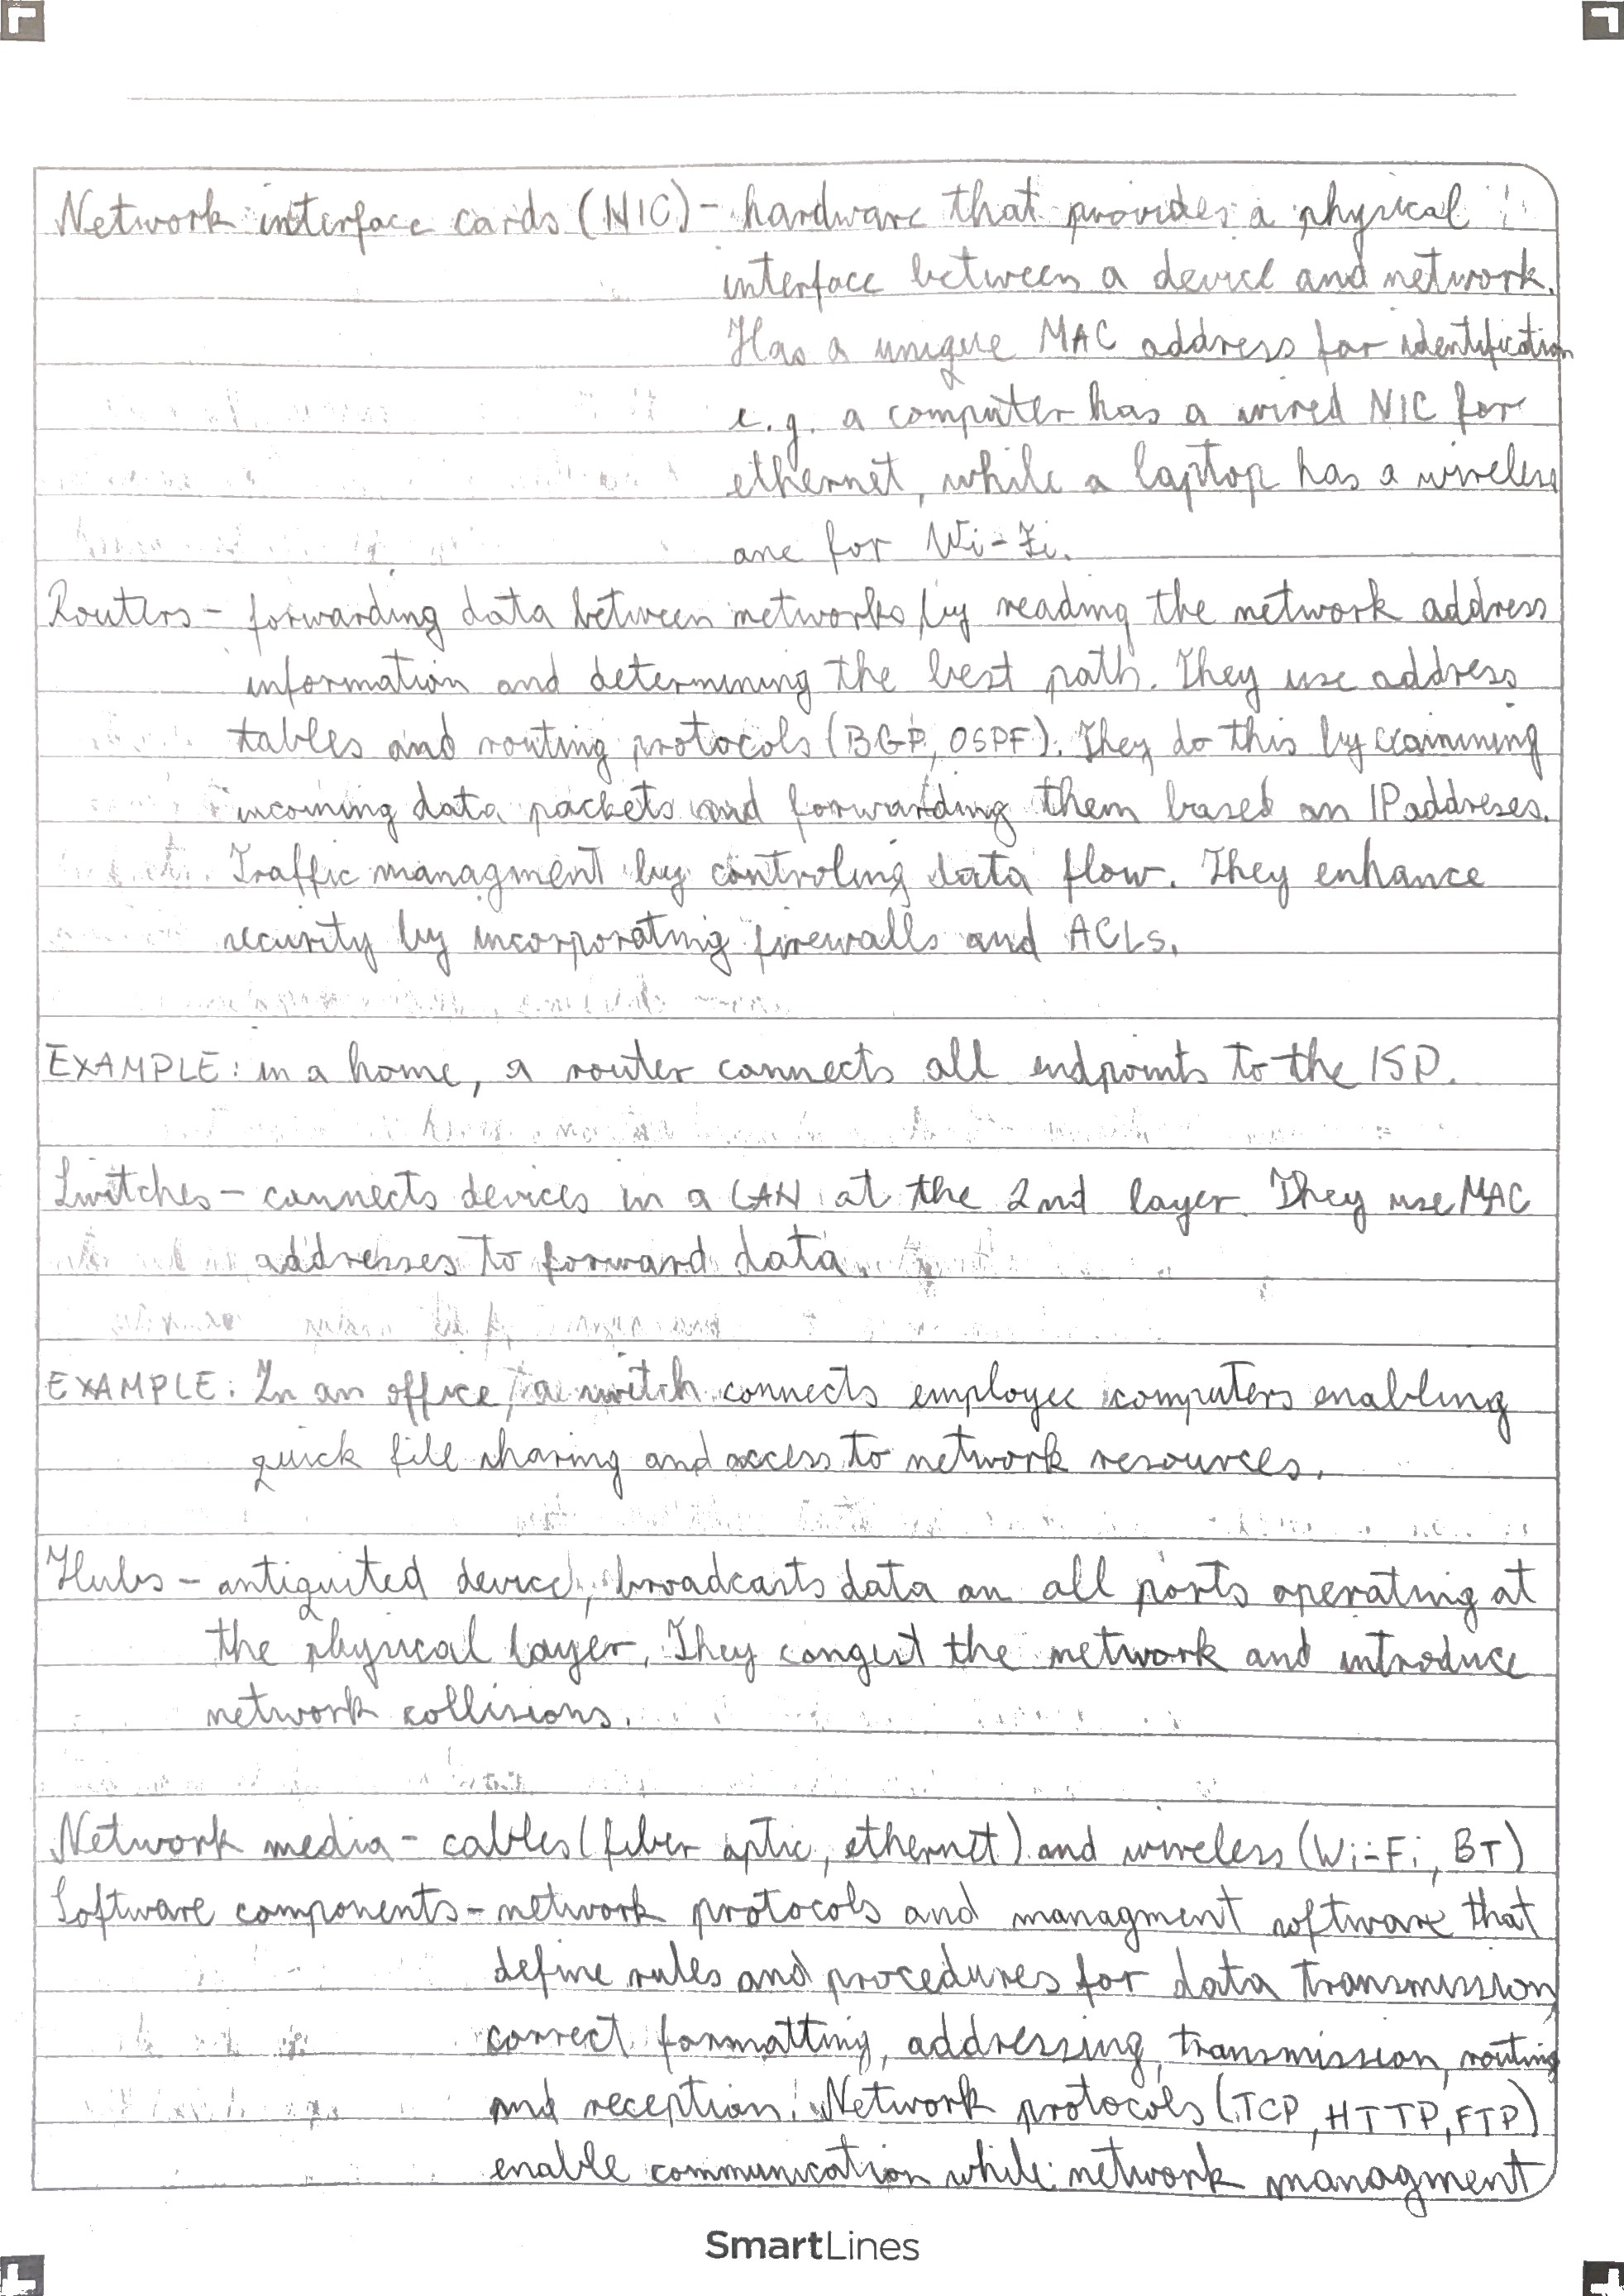 Network interface cards (NIC) - hardware that provides a physical
interface between a device and network.
Has a unique MAC address for identification
e.g. a computer has a wired NIC for
ethernet, while a laptop has a wireless
one for Wi-Fi.
Routers - forwarding data between networks by reading the network address
information and determining the best path. They use address
tables and routing protocols (BGP, OSPF). They do this by examining
incoming data packets and forwarding them based on IP addreses.
Traffic managment by controling data flow. They enhance
security by incorporating firewalls and ACLs.
EXAMPLE: in a home, a router connects all endpoints to the ISP.
Switches - connects devices in a LAN at the 2nd layer. They use MAC
addresses to forward data.
EXAMPLE: In an office, a switch connects employee computers enabling
quick file sharing and access to network resources.
Hubs - antiquited device, broadcasts data on all ports operating at
the physical layer. They congest the network and introduce
network collisions.
Network media - cables (fiber optic, ethernet) and wireless (Wi-Fi, BT)
Software components - network protocols and managment software that
define rules and procedures for data transmission,
correct formatting, addressing, transmission, routing
and reception. Network protocols (TCP, HTTP, FTP)
enable communication while network managment
SmartLines